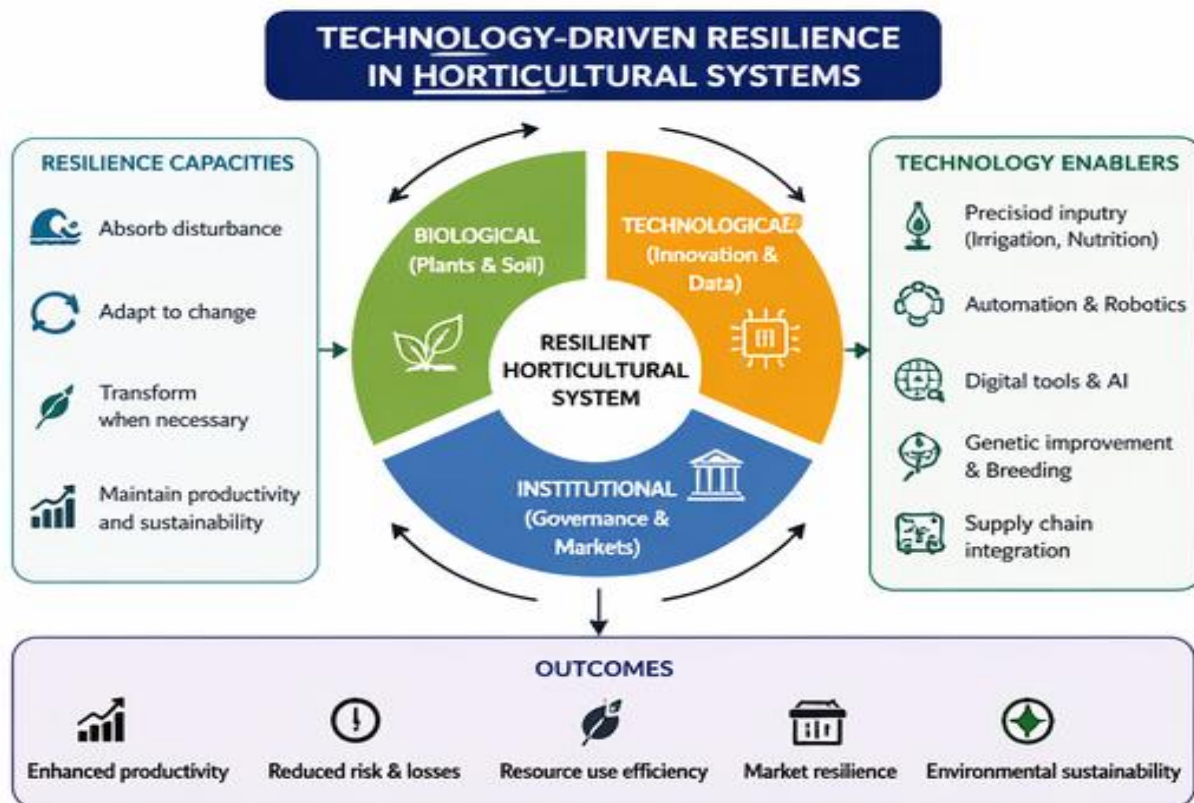 TECHNOLOGY-DRIVEN RESILIENCE
IN HORTICULTURAL SYSTEMS
RESILIENCE CAPACITIES
Absorb disturbance
Adapt to change
Transform
when necessary
Maintain productivity
and sustainability
BIOLOGICAL
(Plants & Soil)
TECHNOLOGICAL
(Innovation &
Data)
RESILIENT
HORTICULTURAL
SYSTEM
INSTITUTIONAL
(Governance &
Markets)
TECHNOLOGY ENABLERS
Precisiod inputry
(Irrigation, Nutrition)
Automation & Robotics
Digital tools & AI
Genetic improvement
& Breeding
Supply chain
integration
OUTCOMES
Enhanced productivity
Reduced risk & losses
Resource use efficiency
Market resilience
Environmental sustainability